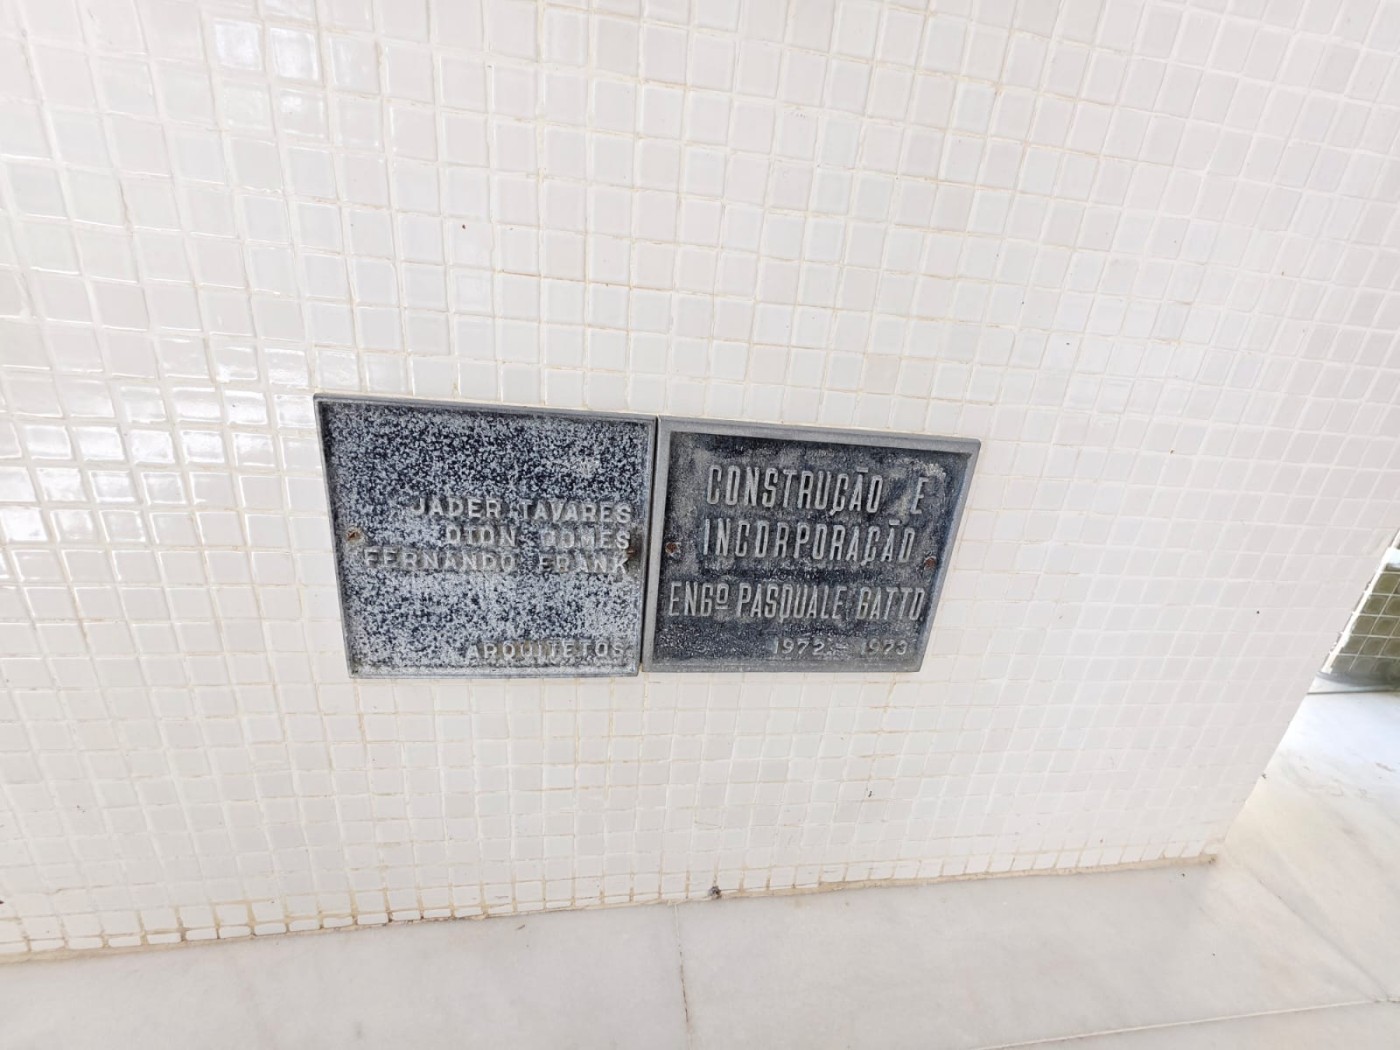 JADER TAVARES
DION GOMES
FERNANDO FRANK
ARQUITETOS
CONSTRUÇÃO E
INCORPORAÇÃO
ENGº PASQUALE GATTO.
1972 - 1973